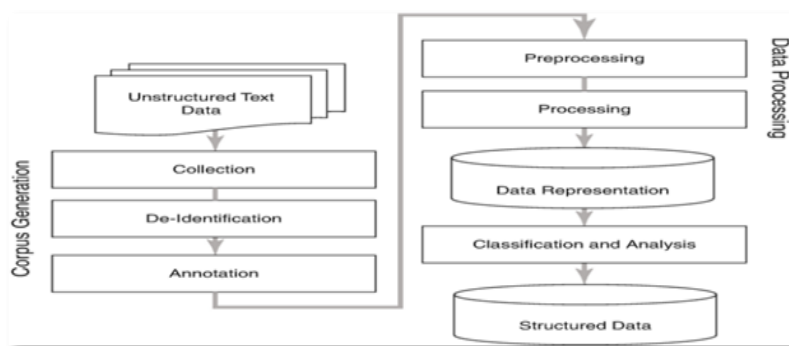 Unstructured Text
Data
Collection
De-Identification
Annotation
Corpus Generation
Preprocessing
Processing
Data Representation
Classification and Analysis
Structured Data
Data Processing